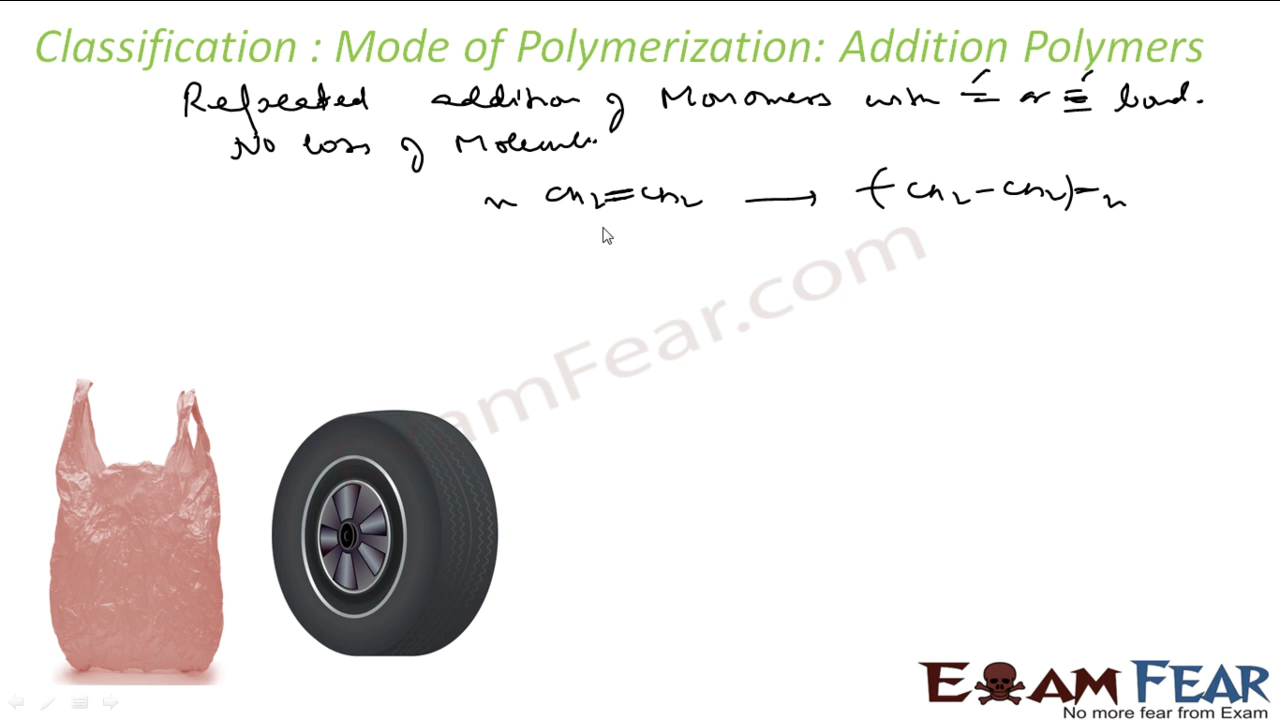 Classification : Mode of Polymerization: Addition Polymers
Repeated addition of Monomers with = or ≡ bond.
No loss of Molecule.
n CH2=CH2 ⟶ (-CH2-CH2)-n
ExamFear.com
EXAM FEAR
No more fear from Exam